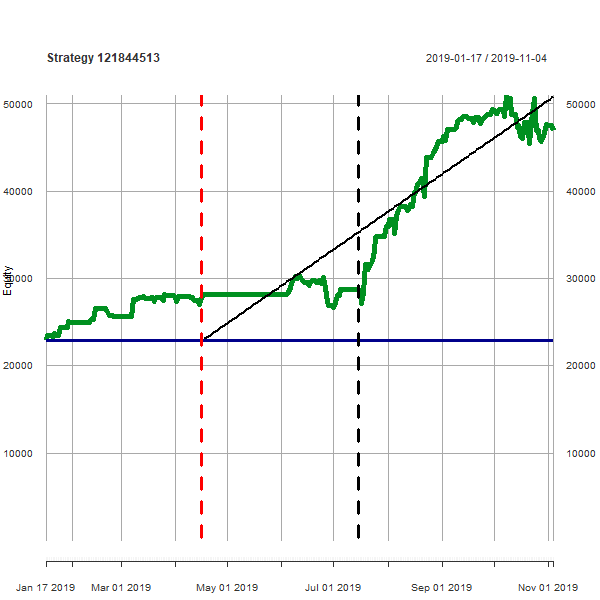 Strategy 121844513
2019-01-17 / 2019-11-04
50000
50000
40000
40000
Equity
30000
30000
20000
20000
10000
10000
Jan 17 2019
Mar 01 2019
May 01 2019
Jul 01 2019
Sep 01 2019
Nov 01 2019